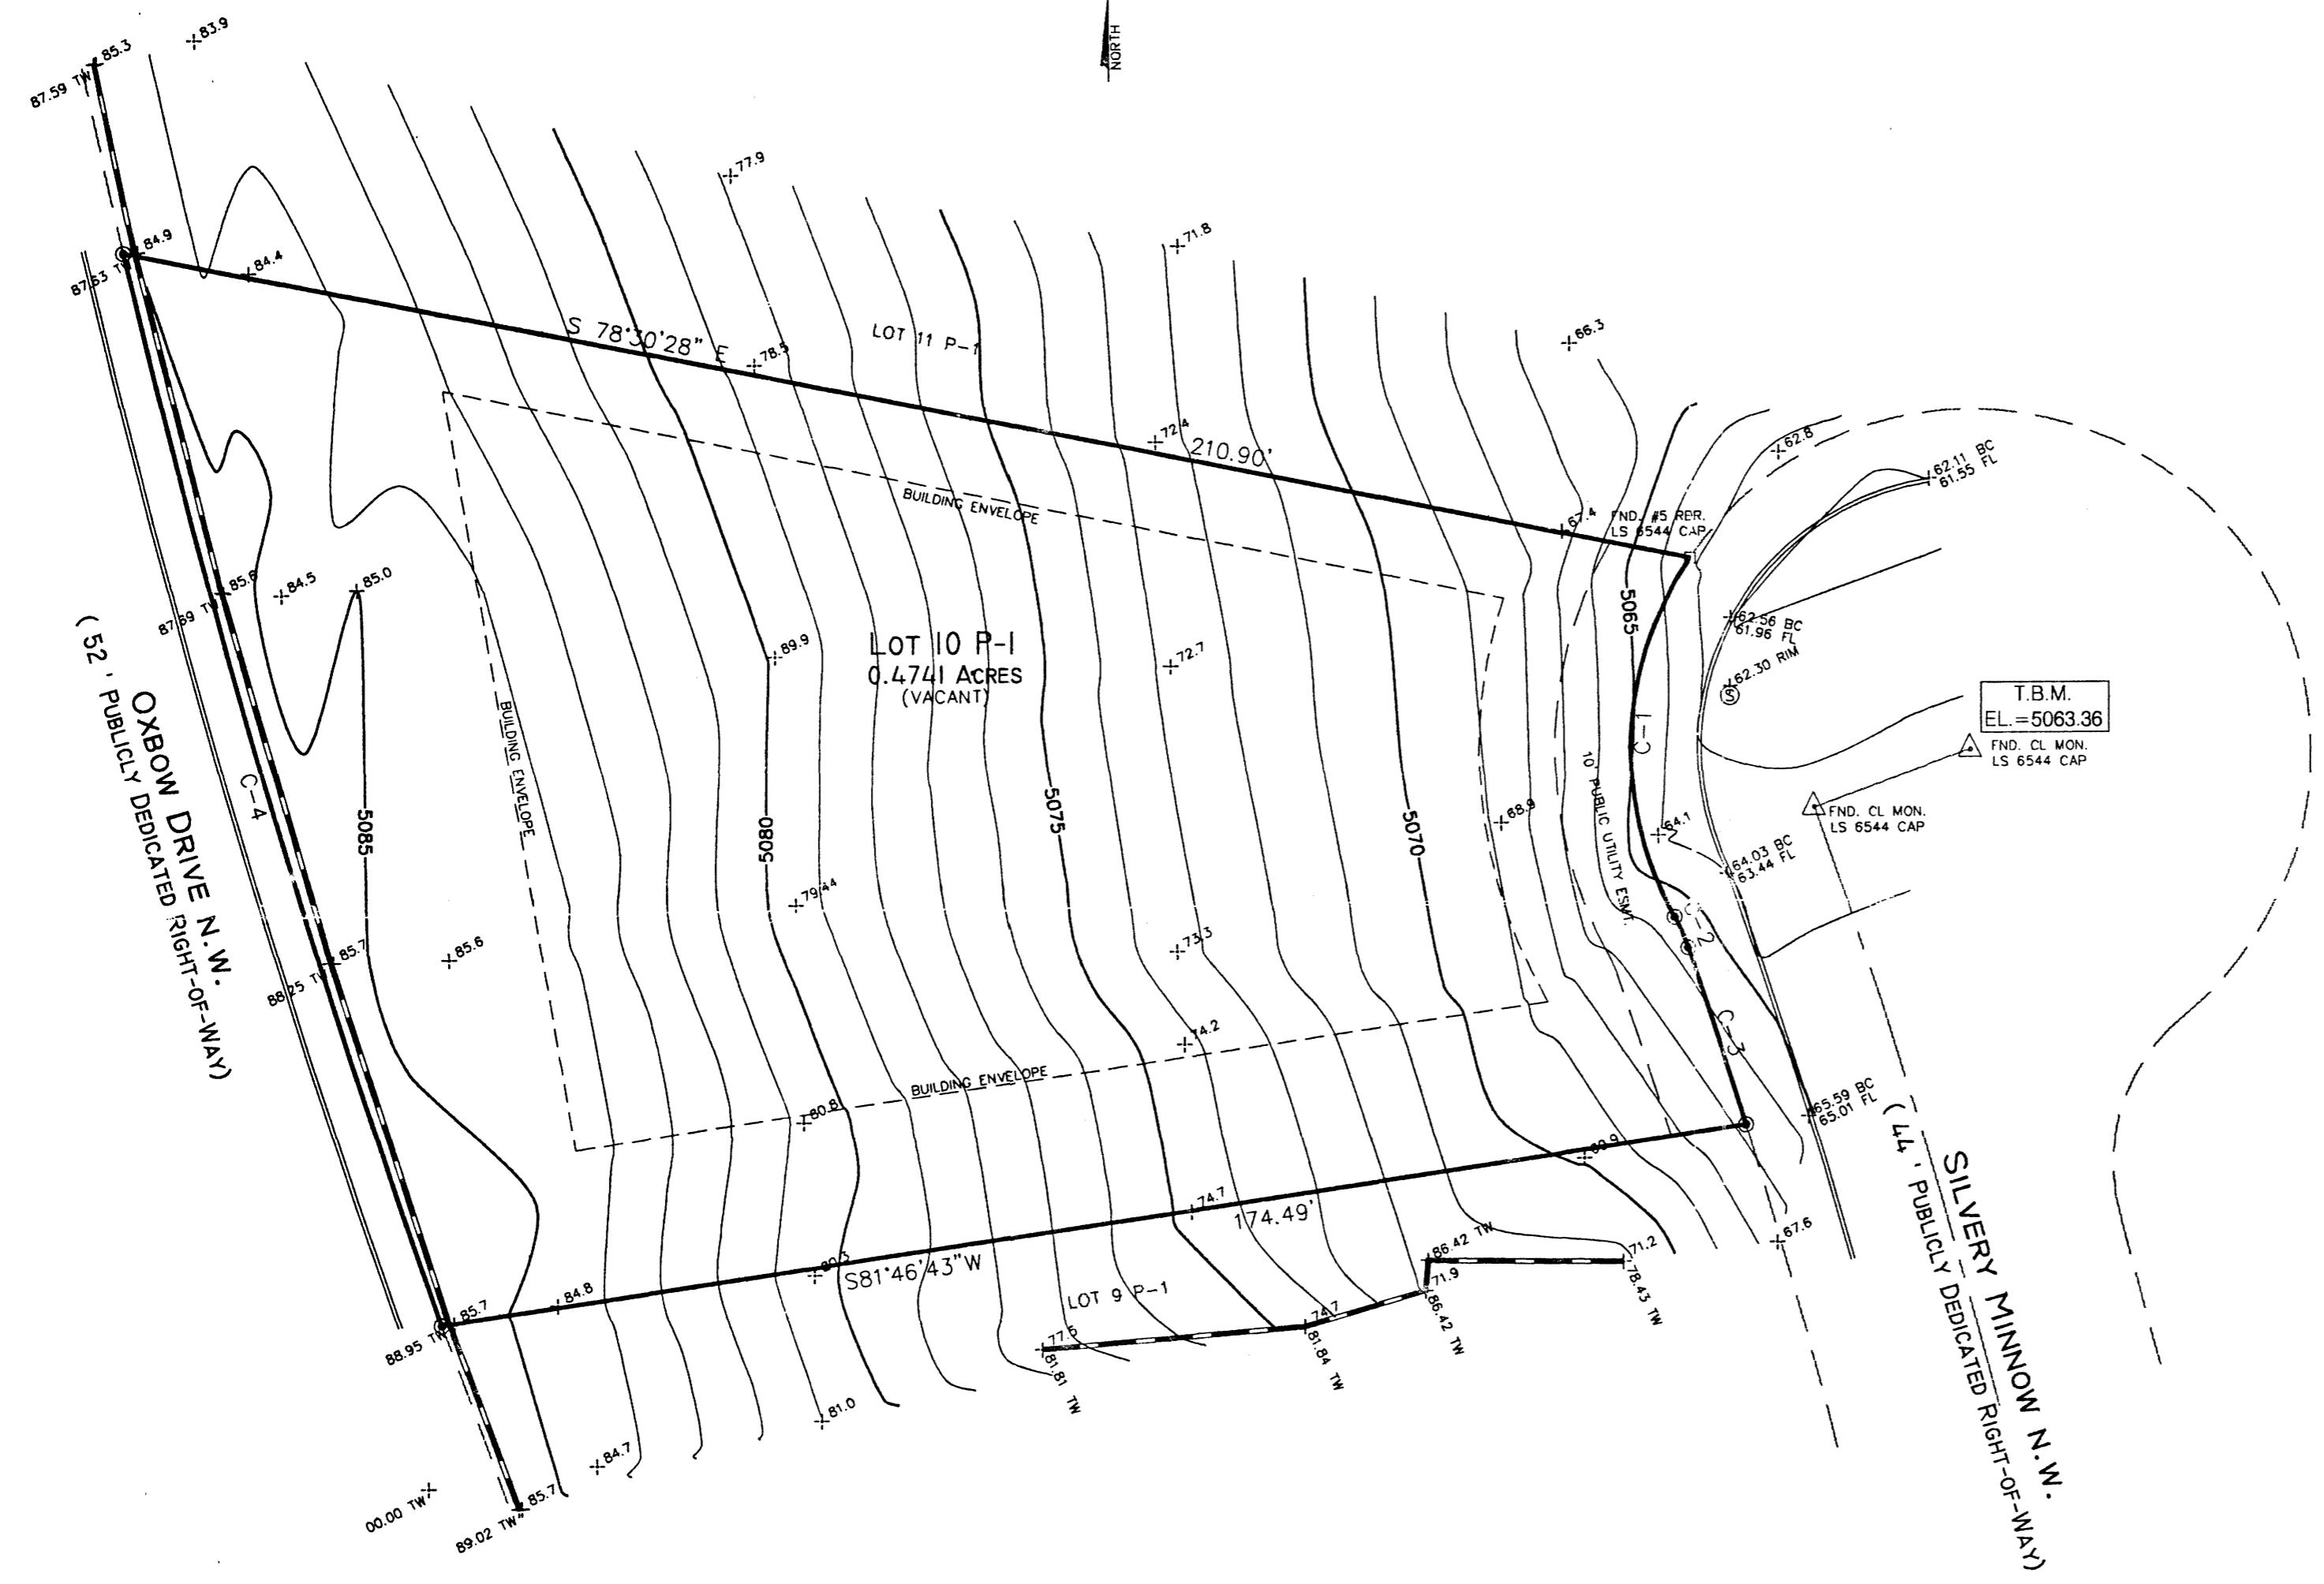 NORTH
85.3
83.9
87.59 TW
77.9
84.9
84.4
71.8
66.3
S 78°30'28" E
78.5
LOT 11 P-1
72.4
210.90'
62.8
62.11 BC
61.55 FL
BUILDING ENVELOPE
67.4
FND. #5 RBR.
LS 6544 CAP
84.5
85.0
5065
62.56 BC
61.96 FL
89.9
LOT 10 P-1
0.4741 ACRES
(VACANT)
72.7
62.30 RIM
S
T.B.M.
EL.=5063.36
FND. CL MON.
LS 6544 CAP
FND. CL MON.
LS 6544 CAP
OXBOW DRIVE N.W.
( 52 ' PUBLICLY DEDICATED RIGHT-OF-WAY)
C-4
5085
BUILDING ENVELOPE
5080
5075
5070
68.9
10' PUBLIC UTILITY ESMT.
C-1
64.1
64.03 BC
63.44 FL
79.44
85.7
85.6
88.25 TW
73.3
C-2
C-3
74.2
BUILDING ENVELOPE
80.8
65.59 BC
65.01 FL
SILVERY MINNOW N.W.
( 44 ' PUBLICLY DEDICATED RIGHT-OF-WAY)
74.7
174.49'
S81°46'43"W
84.8
85.7
88.95 TW
LOT 9 P-1
86.42 TW
71.9
86.42 TW
71.2
78.43 TW
67.6
74.7
81.84 TW
81.81 TW
81.0
84.7
85.7
00.00 TW
89.02 TW"